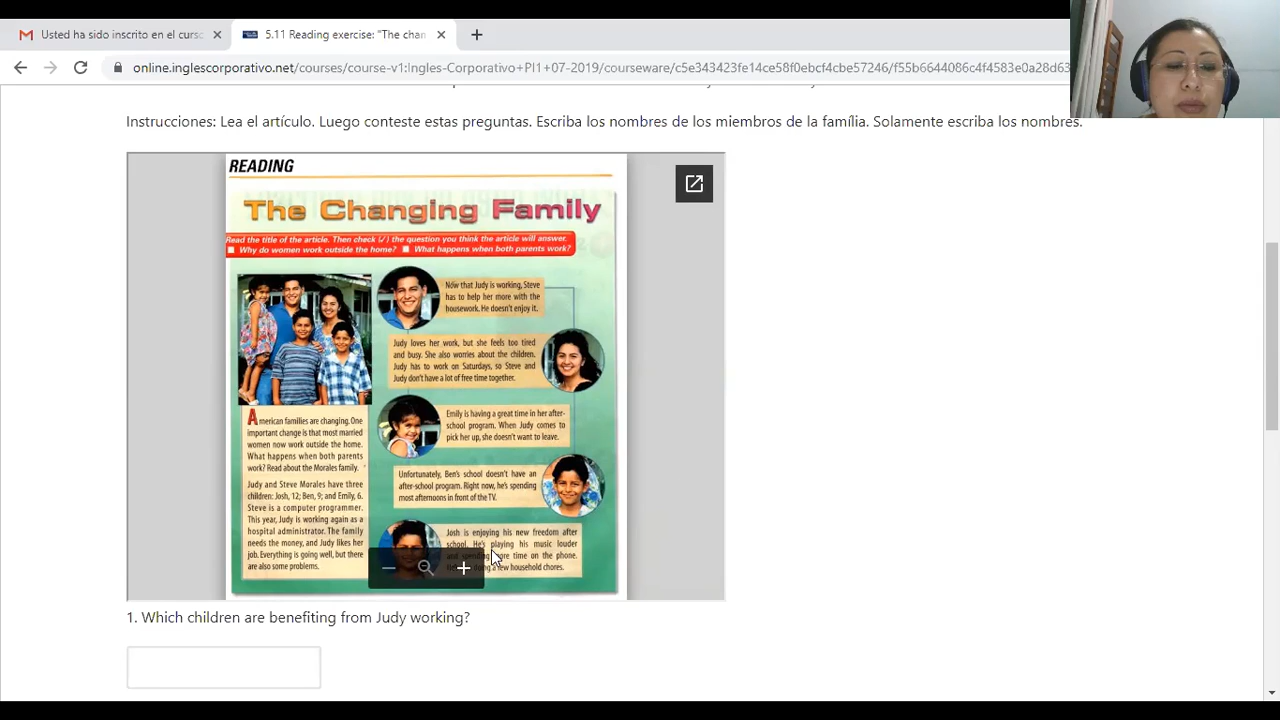 Usted ha sido inscrito en el curso
5.11 Reading exercise: "The chan
online.inglescorporativo.net/courses/course-v1:Ingles-Corporativo+PI1+07-2019/courseware/c5e343423fe14ce58f0ebcf4cbe57246/f55b6644086c4f4583e0a28d63
Instrucciones: Lea el artículo. Luego conteste estas preguntas. Escriba los nombres de los miembros de la família. Solamente escriba los nombres.
READING
The Changing Family
Read the title of the article. Then check (✓) the question you think the article will answer.
Why do women work outside the home? What happens when both parents work?
American families are changing. One
important change is that most married
women now work outside the home.
What happens when both parents
work? Read about the Morales family.
Judy and Steve Morales have three
children: Josh, 12; Ben, 9; and Emily, 6.
Steve is a computer programmer.
This year, Judy is working again as a
hospital administrator. The family
needs the money, and Judy likes her
job. Everything is going well, but there
are also some problems.
Now that Judy is working, Steve
has to help her more with the
housework. He doesn't enjoy it.
Judy loves her work, but she feels too tired
and busy. She also worries about the children.
Judy has to work on Saturdays, so Steve and
Judy don't have a lot of free time together.
Emily is having a great time in her after-
school program. When Judy comes to
pick her up, she doesn't want to leave.
Unfortunately, Ben's school doesn't have an
after-school program. Right now, he's spending
most afternoons in front of the TV.
Josh is enjoying his new freedom after
school. He's playing his music louder
and spending more time on the phone.
a few household chores.
1. Which children are benefiting from Judy working?